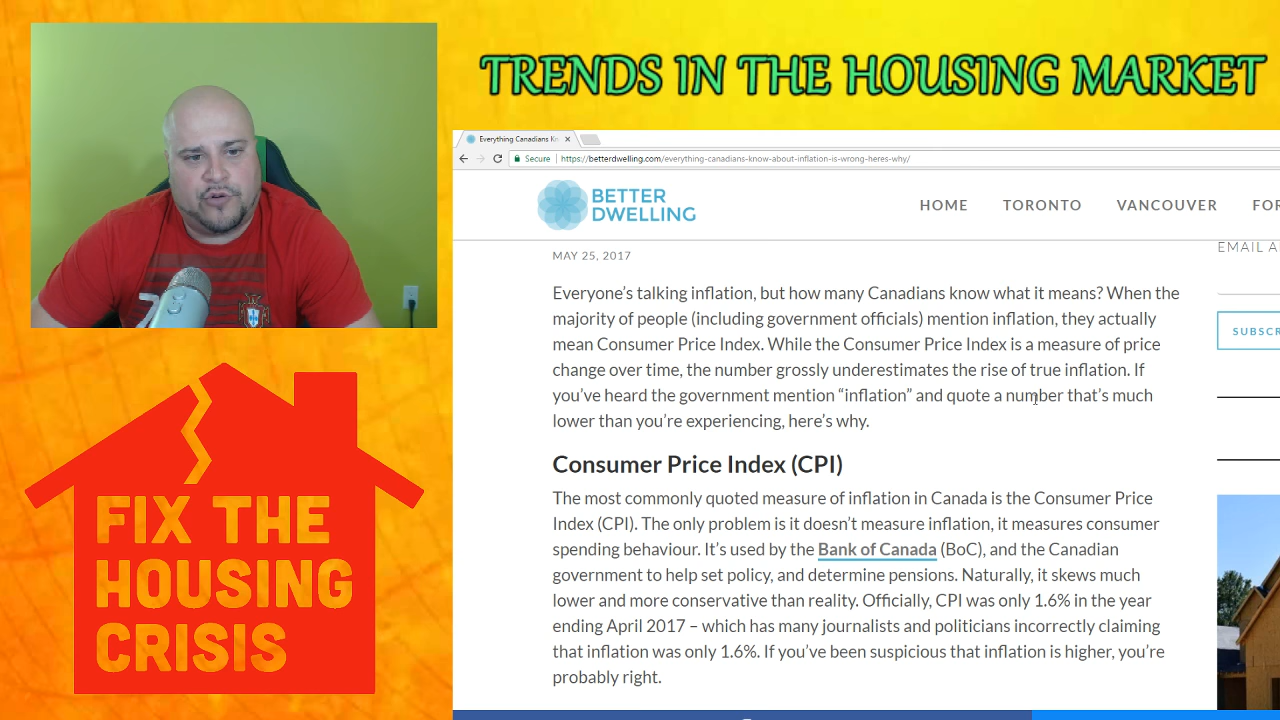 TRENDS IN THE HOUSING MARKET
Everything Canadians Kn
Secure https://betterdwelling.com/everything-canadians-know-about-inflation-is-wrong-heres-why/
BETTER
DWELLING
HOME TORONTO VANCOUVER FOR
MAY 25, 2017
EMAIL A
Everyone's talking inflation, but how many Canadians know what it means? When the
majority of people (including government officials) mention inflation, they actually
mean Consumer Price Index. While the Consumer Price Index is a measure of price
change over time, the number grossly underestimates the rise of true inflation. If
you've heard the government mention “inflation” and quote a number that's much
lower than you're experiencing, here's why.
SUBSCR
Consumer Price Index (CPI)
The most commonly quoted measure of inflation in Canada is the Consumer Price
Index (CPI). The only problem is it doesn't measure inflation, it measures consumer
spending behaviour. It's used by the Bank of Canada (BoC), and the Canadian
government to help set policy, and determine pensions. Naturally, it skews much
lower and more conservative than reality. Officially, CPI was only 1.6% in the year
ending April 2017 – which has many journalists and politicians incorrectly claiming
that inflation was only 1.6%. If you've been suspicious that inflation is higher, you're
probably right.
FIX THE
HOUSING
CRISIS